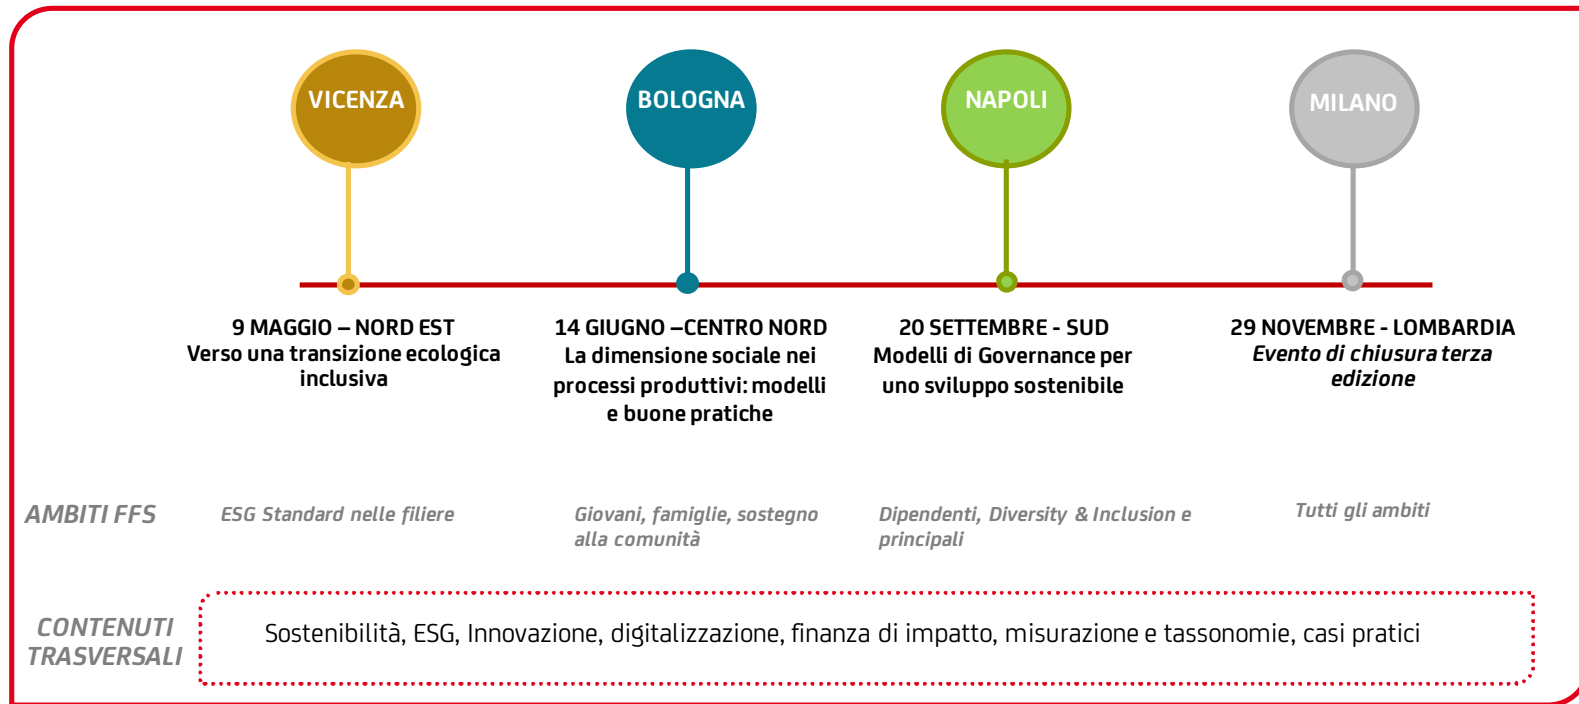 VICENZA
BOLOGNA
NAPOLI
MILANO
9 MAGGIO – NORD EST
Verso una transizione ecologica
inclusiva
14 GIUGNO –CENTRO NORD
La dimensione sociale nei
processi produttivi: modelli
e buone pratiche
20 SETTEMBRE - SUD
Modelli di Governance per
uno sviluppo sostenibile
29 NOVEMBRE - LOMBARDIA
Evento di chiusura terza
edizione
AMBITI FFS
ESG Standard nelle filiere
Giovani, famiglie, sostegno
alla comunità
Dipendenti, Diversity & Inclusion e
principali
Tutti gli ambiti
CONTENUTI
TRASVERSALI
Sostenibilità, ESG, Innovazione, digitalizzazione, finanza di impatto, misurazione e tassonomie, casi pratici